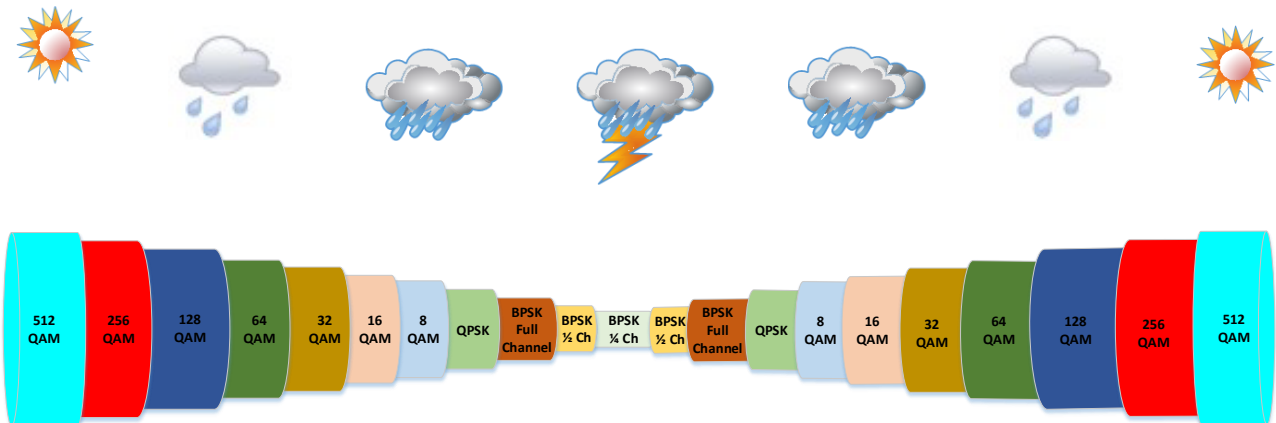 512
QAM
256
QAM
128
QAM
64
QAM
32
QAM
16
QAM
8
QAM
QPSK
BPSK
Full
Channel
BPSK
½ Ch
BPSK
¼ Ch
BPSK
½ Ch
BPSK
Full
Channel
QPSK
8
QAM
16
QAM
32
QAM
64
QAM
128
QAM
256
QAM
512
QAM